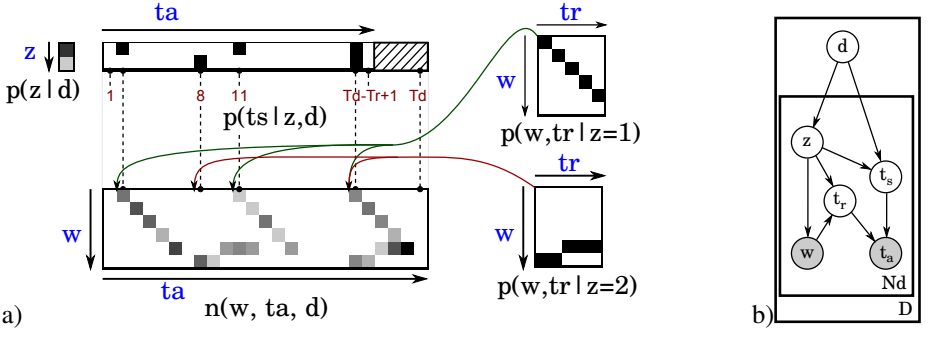 ta
z
p(z|d)
1
8
11
Td-Tr+1
Td
p(ts|z,d)
w
ta
n(w, ta, d)
a)
tr
w
p(w,tr|z=1)
tr
w
p(w,tr|z=2)
d
z
ts
tr
w
ta
Nd
D
b)